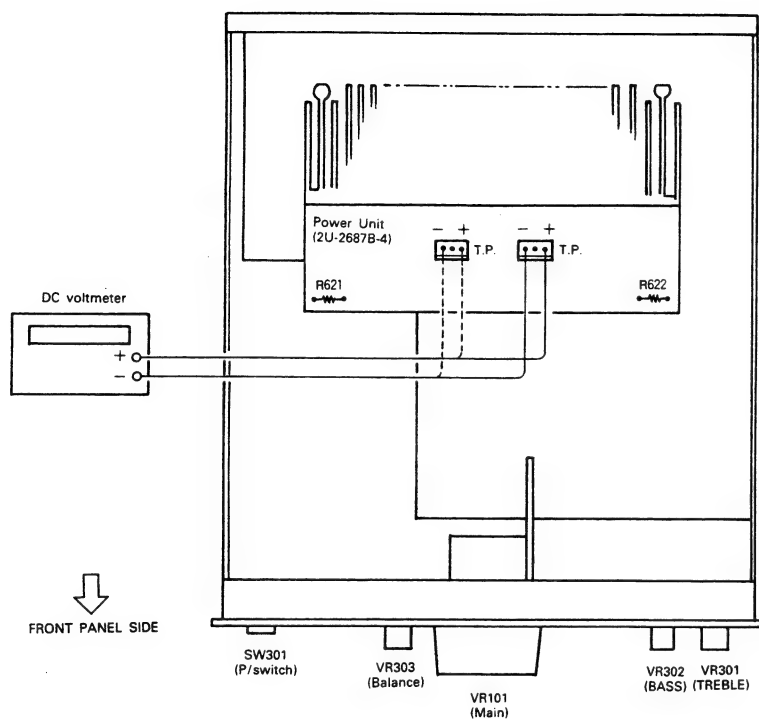 Power Unit
(2U-2687B-4)
− +
T.P.
− +
T.P.
R621
R622
DC voltmeter
+
−
FRONT PANEL SIDE
SW301
(P/switch)
VR303
(Balance)
VR101
(Main)
VR302
(BASS)
VR301
(TREBLE)